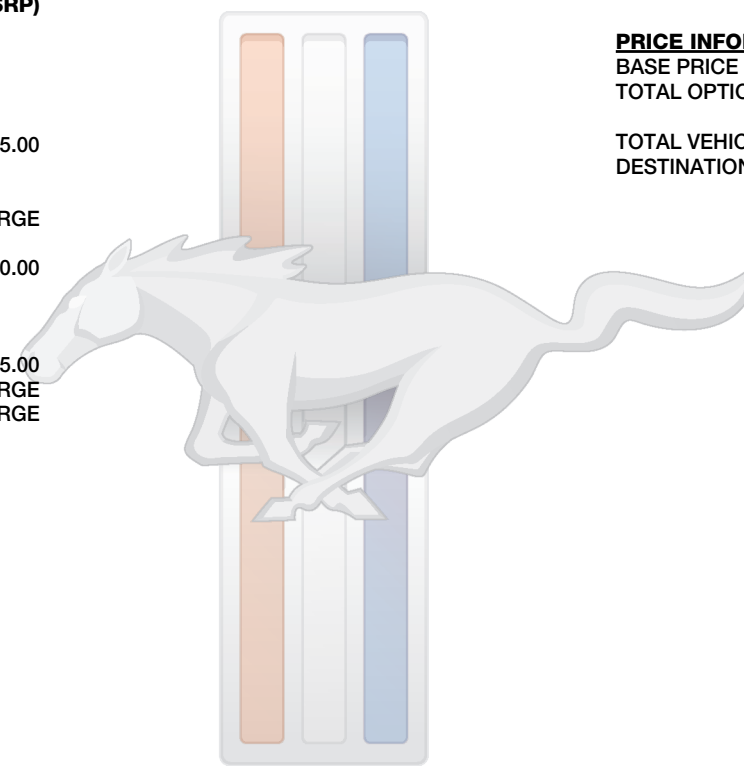 SRP)
5.00
RGE
0.00
5.00
RGE
RGE
PRICE INFO
BASE PRICE
TOTAL OPTIO
TOTAL VEHIC
DESTINATION